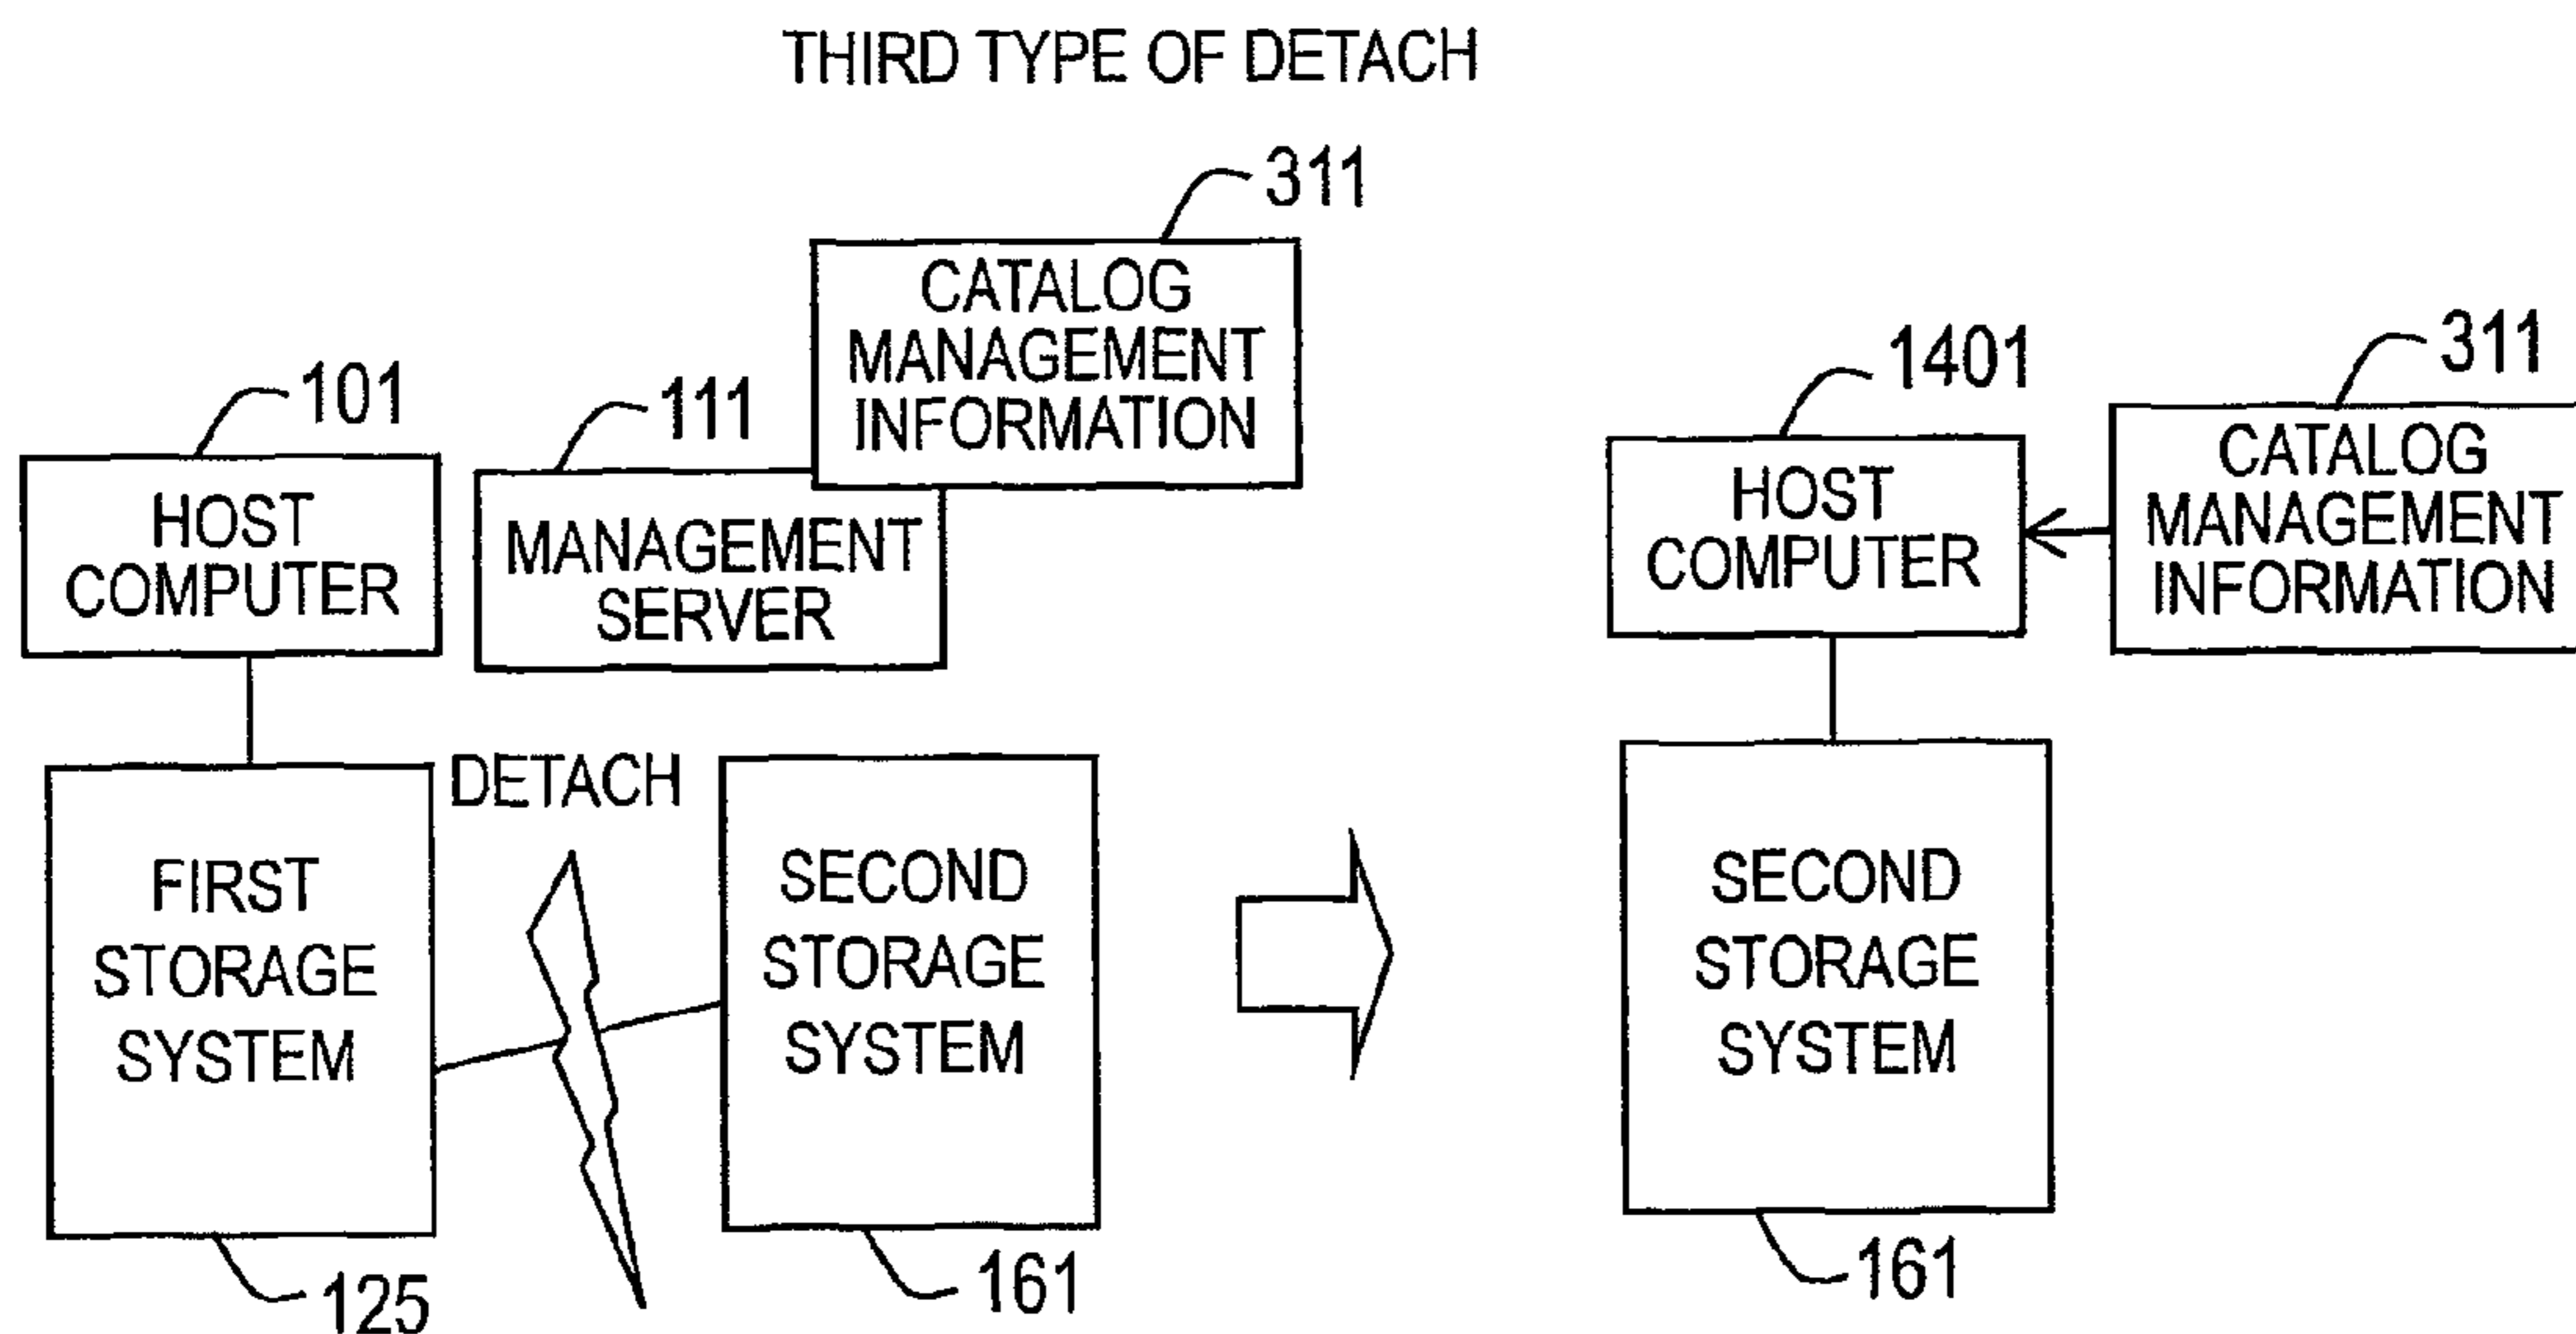 THIRD TYPE OF DETACH
311
CATALOG
MANAGEMENT
INFORMATION
101
HOST
COMPUTER
111
MANAGEMENT
SERVER
DETACH
FIRST
STORAGE
SYSTEM
125
SECOND
STORAGE
SYSTEM
161
1401
HOST
COMPUTER
311
CATALOG
MANAGEMENT
INFORMATION
SECOND
STORAGE
SYSTEM
161